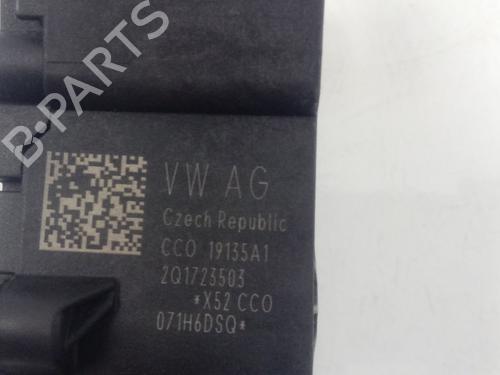 B-PARTS
VW AG
Czech Republic
CCO 19135A1
2Q1723503
*X52 CCO
071H6DSQ*